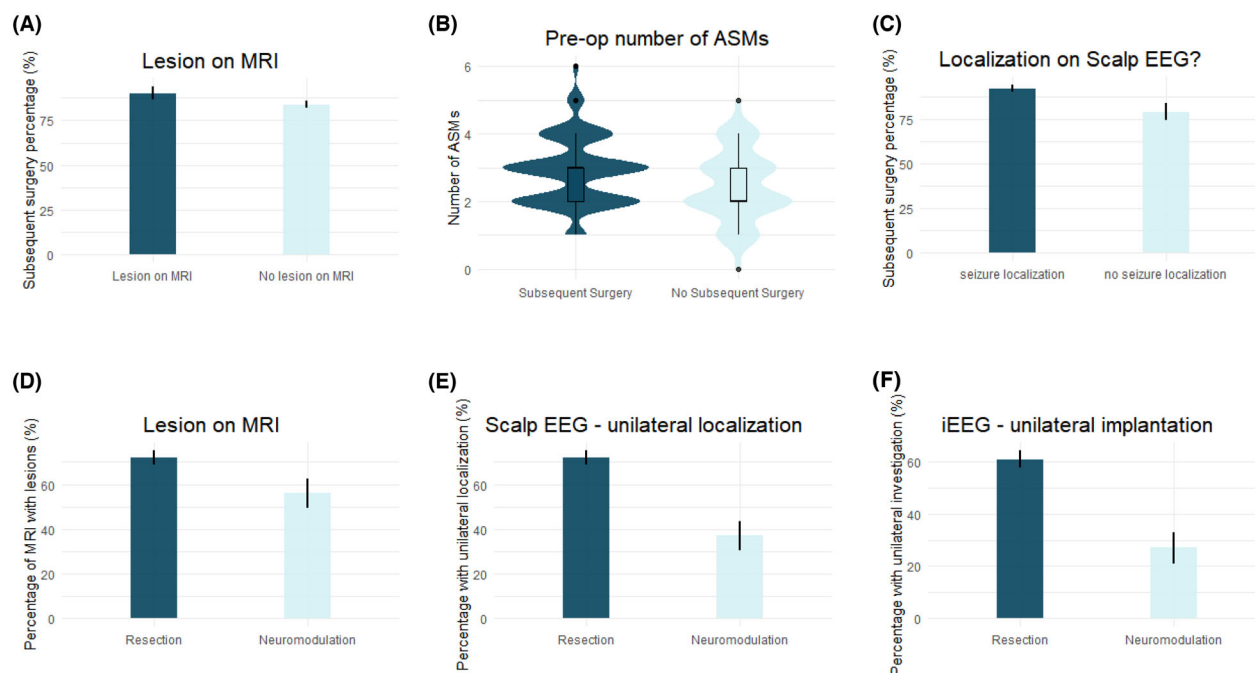 (A)
Lesion on MRI
Subsequent surgery percentage (%)
75
50
25
0
Lesion on MRI
No lesion on MRI
(B)
Pre-op number of ASMs
Number of ASMs
6
4
2
0
Subsequent Surgery
No Subsequent Surgery
(C)
Localization on Scalp EEG?
Subsequent surgery percentage (%)
75
50
25
0
seizure localization
no seizure localization
(D)
Lesion on MRI
Percentage of MRI with lesions (%)
60
40
20
0
Resection
Neuromodulation
(E)
Scalp EEG - unilateral localization
Percentage with unilateral localization (%)
60
40
20
0
Resection
Neuromodulation
(F)
iEEG - unilateral implantation
Percentage with unilateral investigation (%)
60
40
20
0
Resection
Neuromodulation